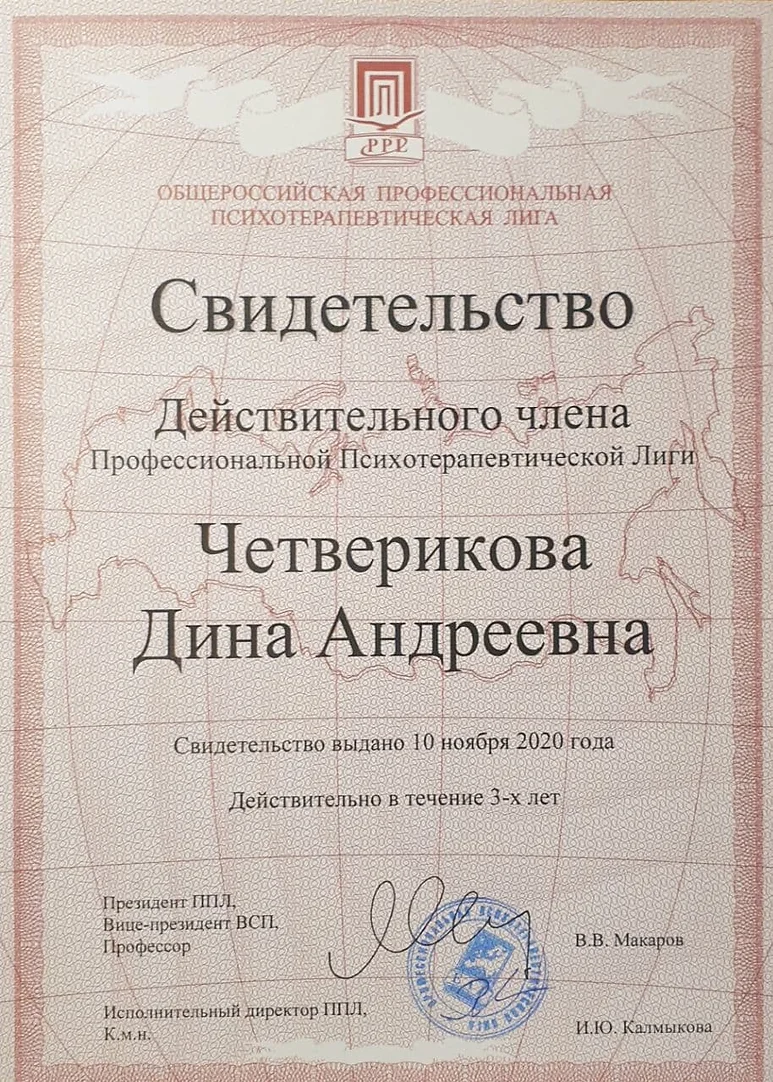 PPL
ОБЩЕРОССИЙСКАЯ ПРОФЕССИОНАЛЬНАЯ
ПСИХОТЕРАПЕВТИЧЕСКАЯ ЛИГА
Свидетельство
Действительного члена
Профессиональной Психотерапевтической Лиги
Четверикова
Дина Андреевна
Свидетельство выдано 10 ноября 2020 года
Действительно в течение 3-х лет
Президент ППЛ,
Вице-президент ВСП,
Профессор
В.В. Макаров
Исполнительный директор ППЛ,
К.м.н.
И.Ю. Калмыкова